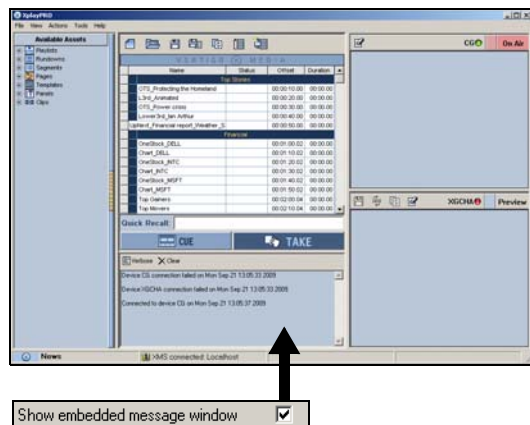 XplayPRO
File View Actions Tools Help
Available Assets
Playlists
Rundowns
Segments
Pages
Templates
Panels
Clips
VERTIGO MEDIA
Name Status Offset Duration
Top Stories
OTS_Protecting the Homeland 00:00:10.00 00:00.00
L3rd_Animated 00:00:20.00 00:00.00
OTS_Power crisis 00:00:30.00 00:00.00
Lower3rd_Ian Arthur 00:00:40.00 00:00.00
UpNext_Financial report_Weather_S 00:00:50.00 00:00.00
Financial
OneStock_DELL 00:01:00.02 00:00.00
Chart_DELL 00:01:10.02 00:00.00
OneStock_INTC 00:01:20.02 00:00.00
Chart_INTC 00:01:30.02 00:00.00
OneStock_MSFT 00:01:40.02 00:00.00
Chart_MSFT 00:01:50.02 00:00.00
Top Gainers 00:02:00.04 00:00.00
Top Movers 00:02:10.04 00:00.00
Quick Recall:
CUE TAKE
Verbose Clear
Device CG connection failed on Mon Sep 21 13:05:33 2009
Device XGCHA connection failed on Mon Sep 21 13:05:33 2009
Connected to device CG on Mon Sep 21 13:05:37 2009
CG On Air
XGCHA Preview
News XMS connected: Localhost
Show embedded message window